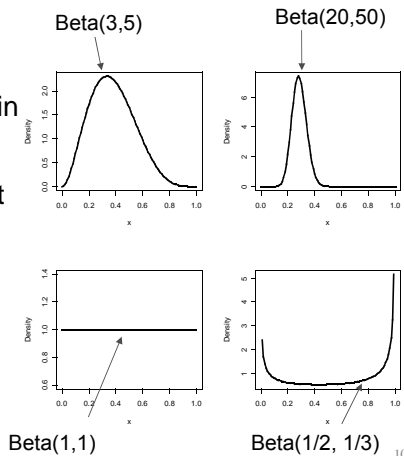 Beta(3,5)
Beta(20,50)
in
t
Density
0.0 0.5 1.0 1.5 2.0
0.0 0.2 0.4 0.6 0.8 1.0
x
Density
0 2 4 6
0.0 0.2 0.4 0.6 0.8 1.0
x
Density
0.6 0.8 1.0 1.2 1.4
0.0 0.2 0.4 0.6 0.8 1.0
x
Density
1 2 3 4 5
0.0 0.2 0.4 0.6 0.8 1.0
x
Beta(1,1)
Beta(1/2, 1/3)